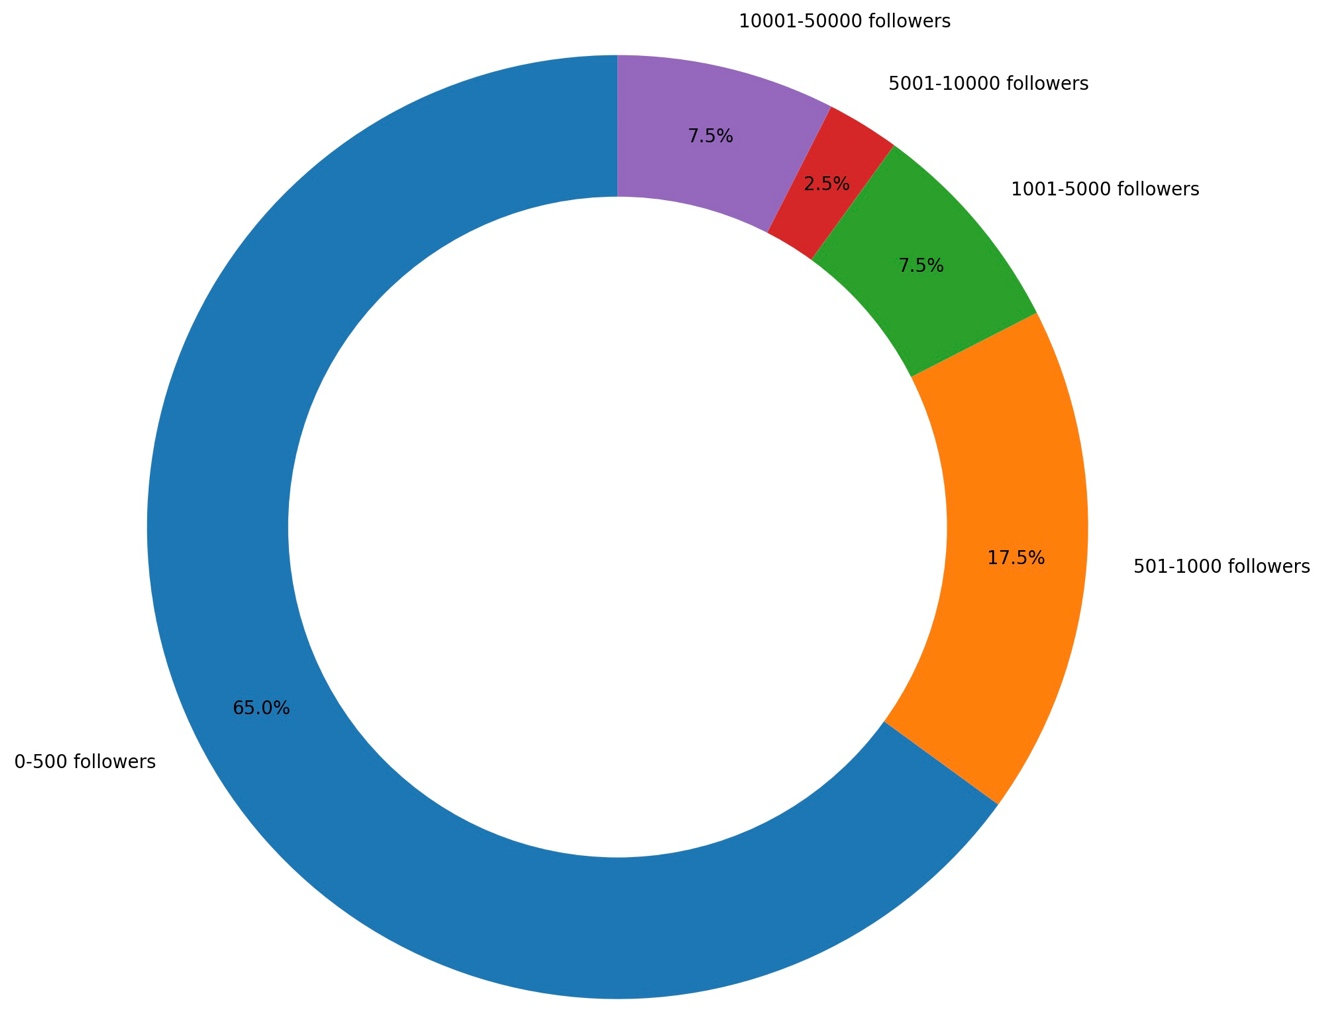 10001-50000 followers
5001-10000 followers
7.5%
2.5%
1001-5000 followers
7.5%
17.5%
501-1000 followers
65.0%
0-500 followers